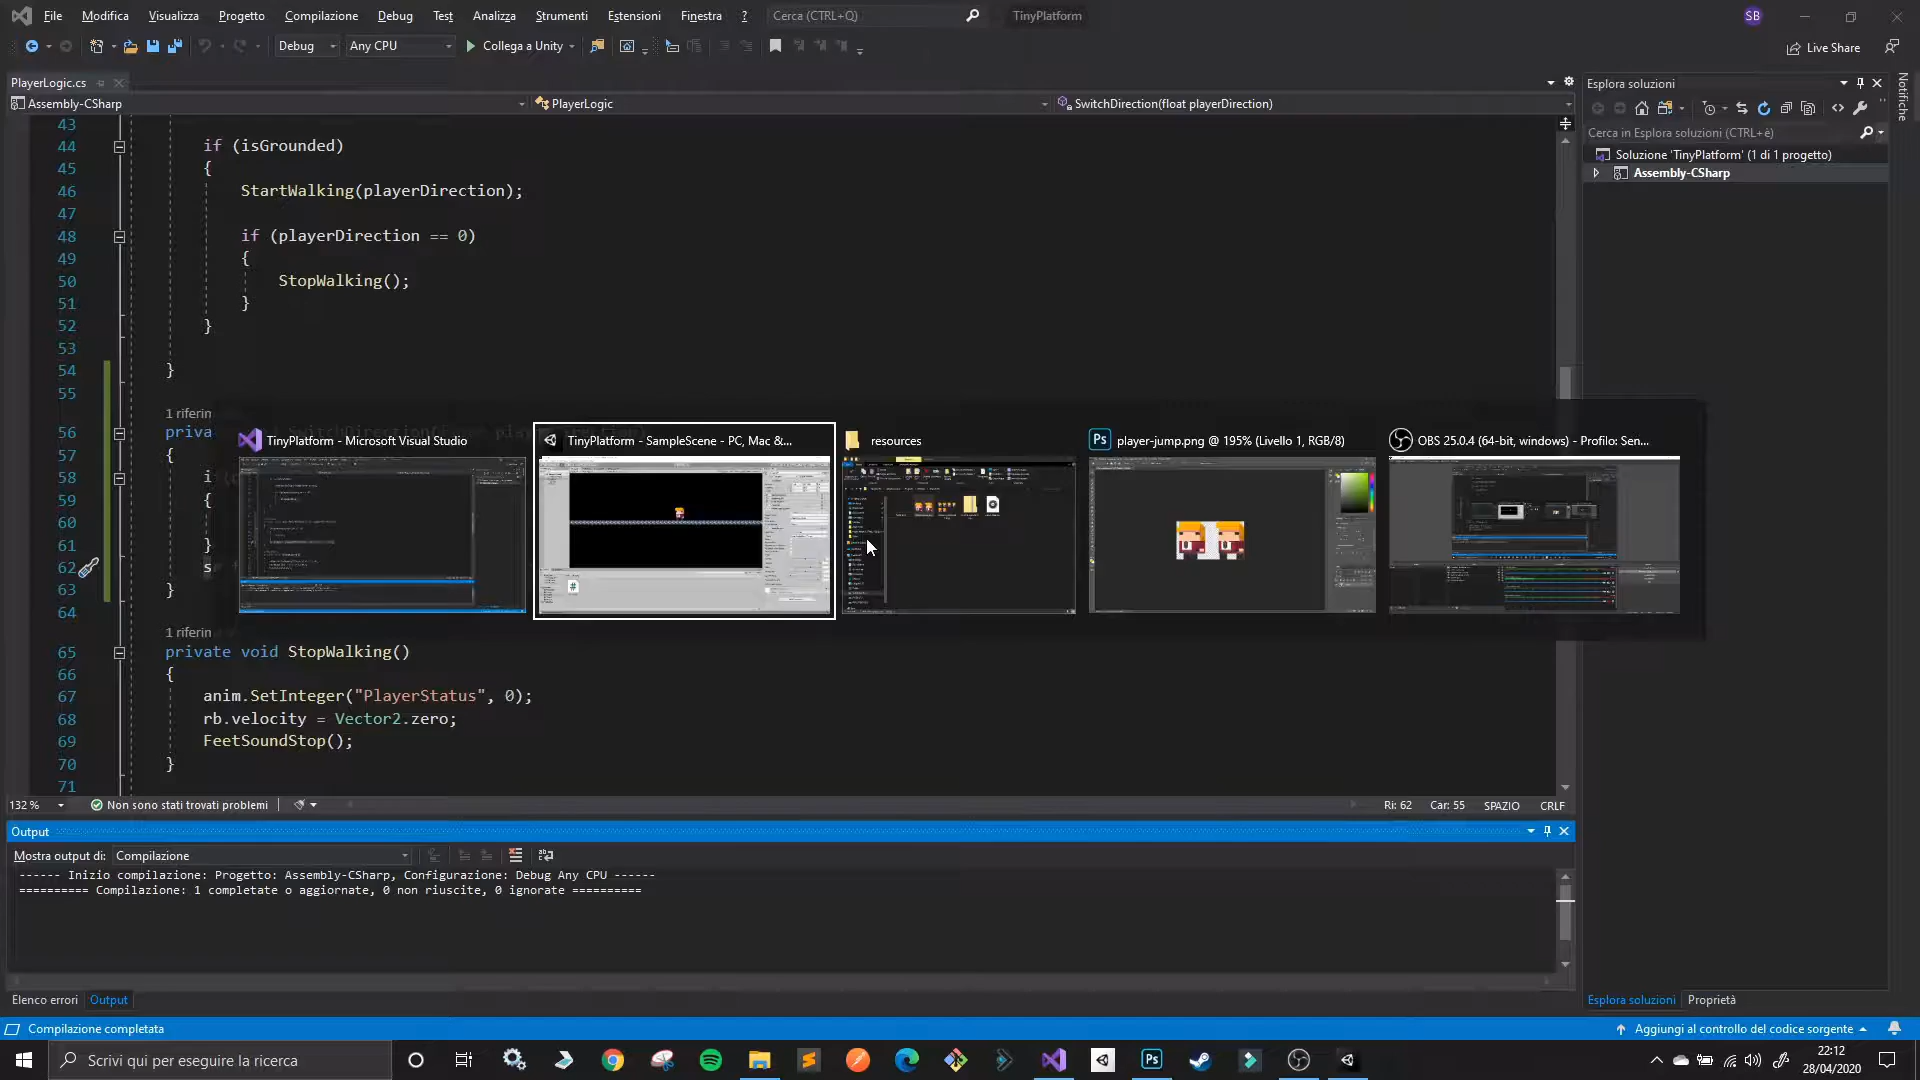 File Modifica Visualizza Progetto Compilazione Debug Test Analizza Strumenti Estensioni Finestra ? Cerca (CTRL+Q) TinyPlatform SB
Debug Any CPU Collega a Unity Live Share
PlayerLogic.cs
Assembly-CSharp PlayerLogic SwitchDirection(float playerDirection)
43
44 if (isGrounded)
45 {
46 StartWalking(playerDirection);
47
48 if (playerDirection == 0)
49 {
50 StopWalking();
51 }
52 }
53
54 }
55
1 riferim
56 priva
57 {
58 i
59 {
60
61 }
62 s
63 }
64
1 riferim
65 private void StopWalking()
66 {
67 anim.SetInteger("PlayerStatus", 0);
68 rb.velocity = Vector2.zero;
69 FeetSoundStop();
70 }
71
TinyPlatform - Microsoft Visual Studio
TinyPlatform - SampleScene - PC, Mac &...
resources
Ps player-jump.png @ 195% (Livello 1, RGB/8)
OBS 25.0.4 (64-bit, windows) - Profilo: Sen...
132 % Non sono stati trovati problemi Ri: 62 Car: 55 SPAZIO CRLF
Output
Mostra output di: Compilazione
------ Inizio compilazione: Progetto: Assembly-CSharp, Configurazione: Debug Any CPU ------
========== Compilazione: 1 completate o aggiornate, 0 non riuscite, 0 ignorate ==========
Elenco errori Output
Esplora soluzioni
Cerca in Esplora soluzioni (CTRL+è)
Soluzione 'TinyPlatform' (1 di 1 progetto)
Assembly-CSharp
Notifiche
Esplora soluzioni Proprietà
Compilazione completata Aggiungi al controllo del codice sorgente
Scrivi qui per eseguire la ricerca
Ps
22:12
28/04/2020